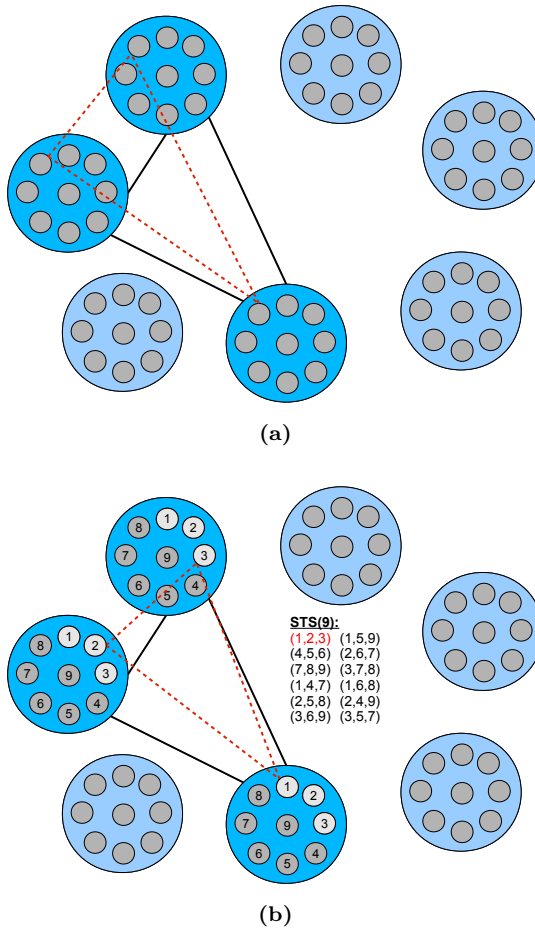 (a)
1
8 2
7 9 3
6 5 4
STS(9):
(1,2,3) (1,5,9)
(4,5,6) (2,6,7)
(7,8,9) (3,7,8)
(1,4,7) (1,6,8)
(2,5,8) (2,4,9)
(3,6,9) (3,5,7)
8 1 2
7 9 3
6 5 4
1
8 2
7 9 3
6 5 4
(b)